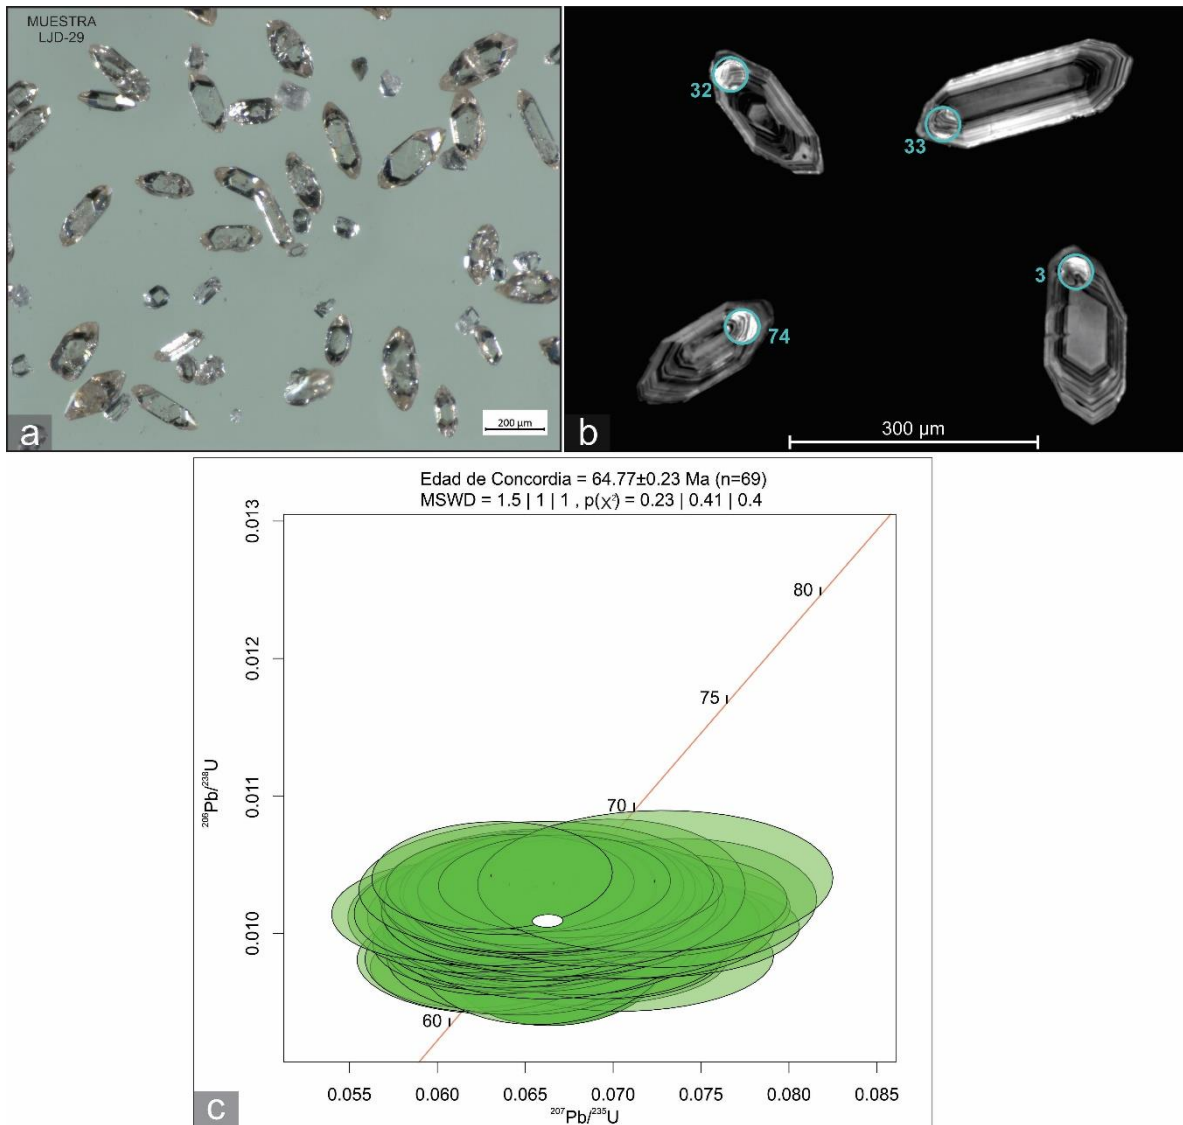 MUESTRA
LJD-29
200 µm
a
32
33
74
3
300 µm
b
Edad de Concordia = 64.77±0.23 Ma (n=69)
MSWD = 1.5 | 1 | 1 , p(X²) = 0.23 | 0.41 | 0.4
0.013
0.012
0.011
0.010
²⁰⁶Pb/²³⁸U
80
75
70
60
0.055 0.060 0.065 0.070 0.075 0.080 0.085
²⁰⁷Pb/²³⁵U
c